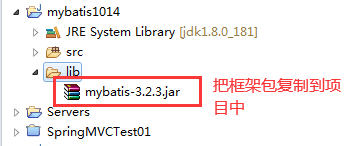 mybatis1014
JRE System Library [jdk1.8.0_181]
src
lib
mybatis-3.2.3.jar
把框架包复制到项
目中
Servers
SpringMVCTest01